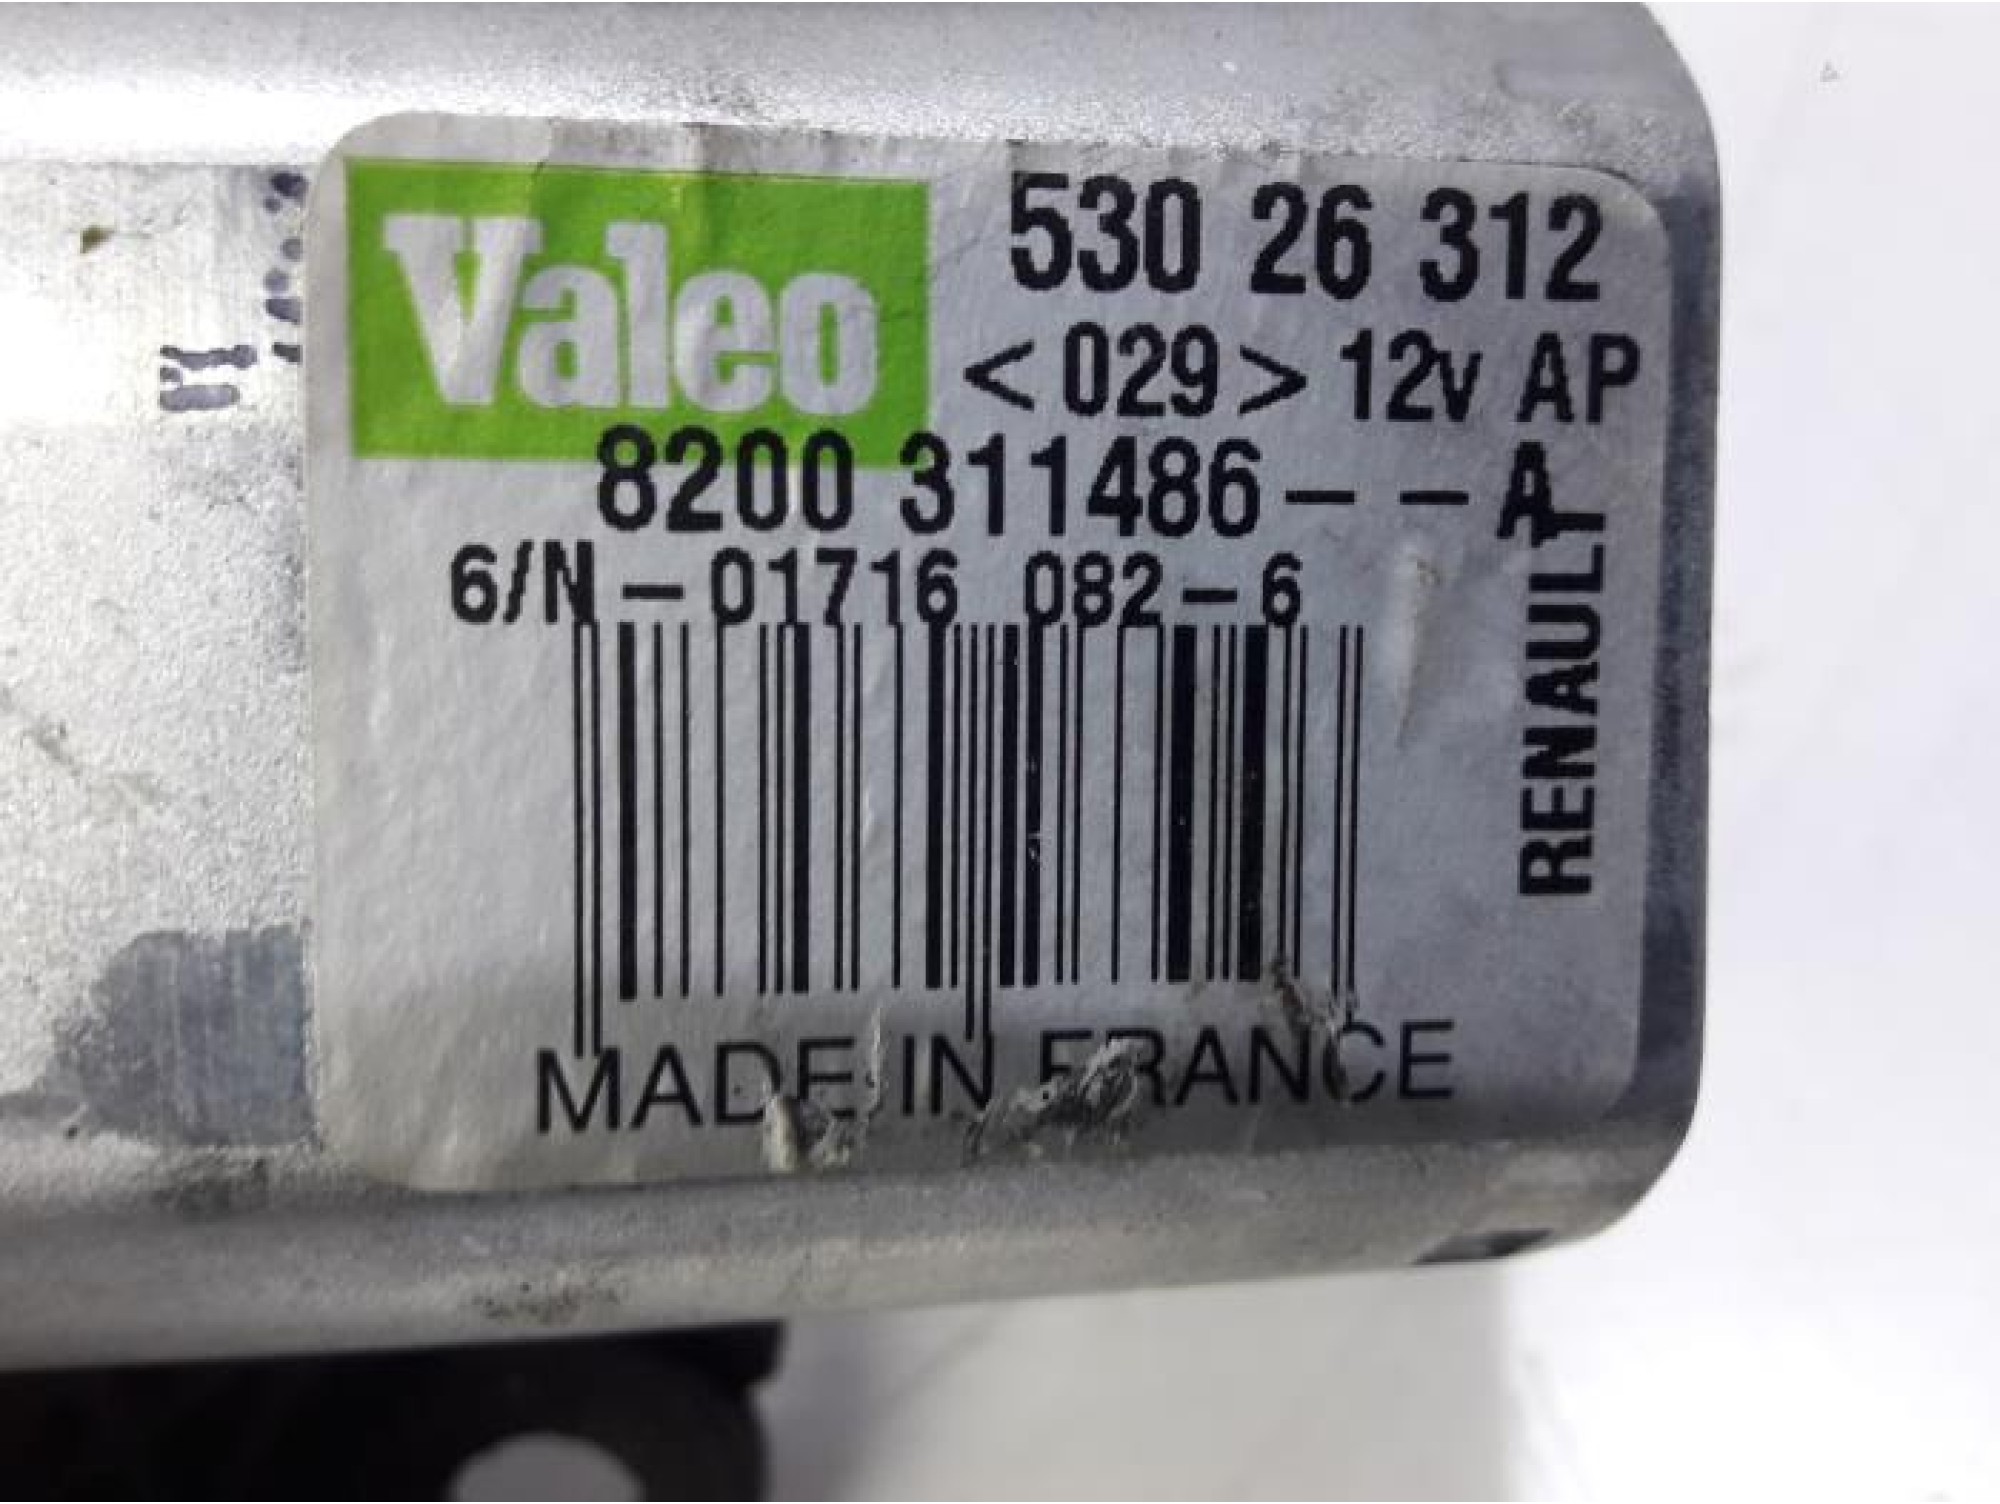 Valeo
530 26 312
<029> 12v AP
8200 311486 - - A
6/N - 01716 082 - 6
RENAULT
MADE IN FRANCE